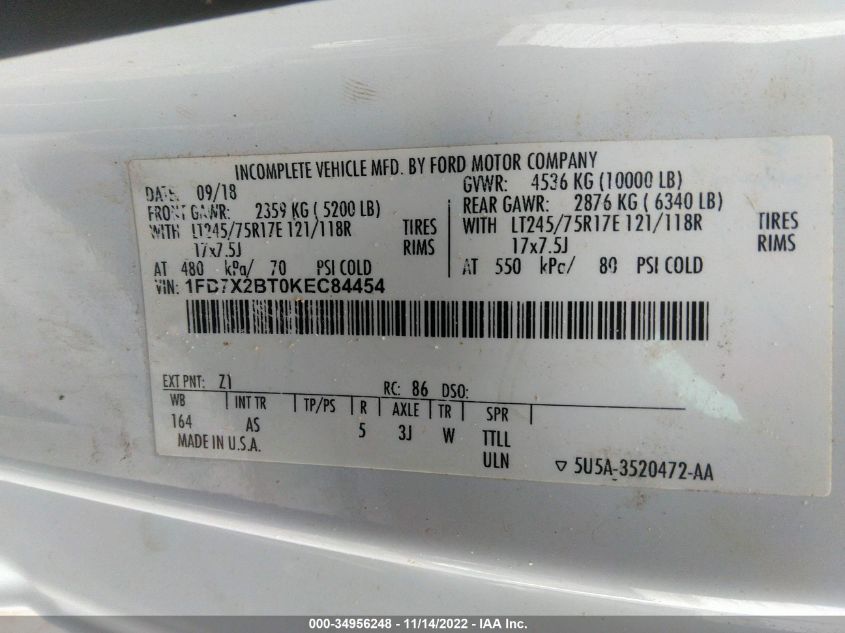 INCOMPLETE VEHICLE MFD. BY FORD MOTOR COMPANY
DATE: 09/18 GVWR: 4536 KG (10000 LB)
FRONT GAWR: 2359 KG ( 5200 LB) REAR GAWR: 2876 KG ( 6340 LB)
WITH LT245/75R17E 121/118R TIRES WITH LT245/75R17E 121/118R TIRES
17x7.5J RIMS 17x7.5J RIMS
AT 480 kPa/ 70 PSI COLD AT 550 kPa/ 80 PSI COLD
VIN: 1FD7X2BT0KEC84454
EXT PNT: Z1 RC: 86 DSO:
WB INT TR TP/PS R AXLE TR SPR
164 AS 5 3J W TTLL
MADE IN U.S.A. ULN
5U5A-3520472-AA
000-34956248 - 11/14/2022 - IAA Inc.